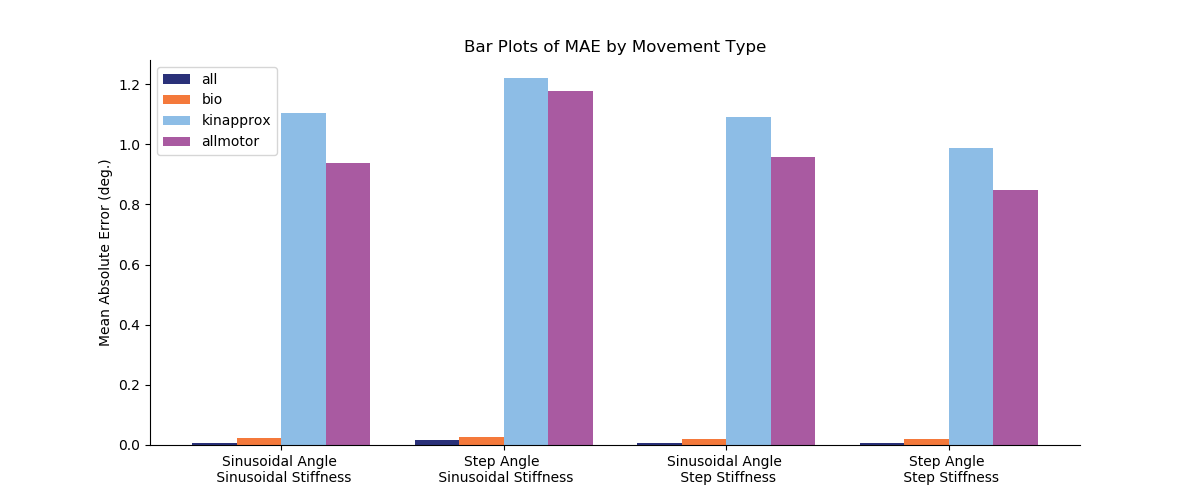 Bar Plots of MAE by Movement Type
all
bio
kinapprox
allmotor
Mean Absolute Error (deg.)
1.2
1.0
0.8
0.6
0.4
0.2
0.0
Sinusoidal Angle
Sinusoidal Stiffness
Step Angle
Sinusoidal Stiffness
Sinusoidal Angle
Step Stiffness
Step Angle
Step Stiffness